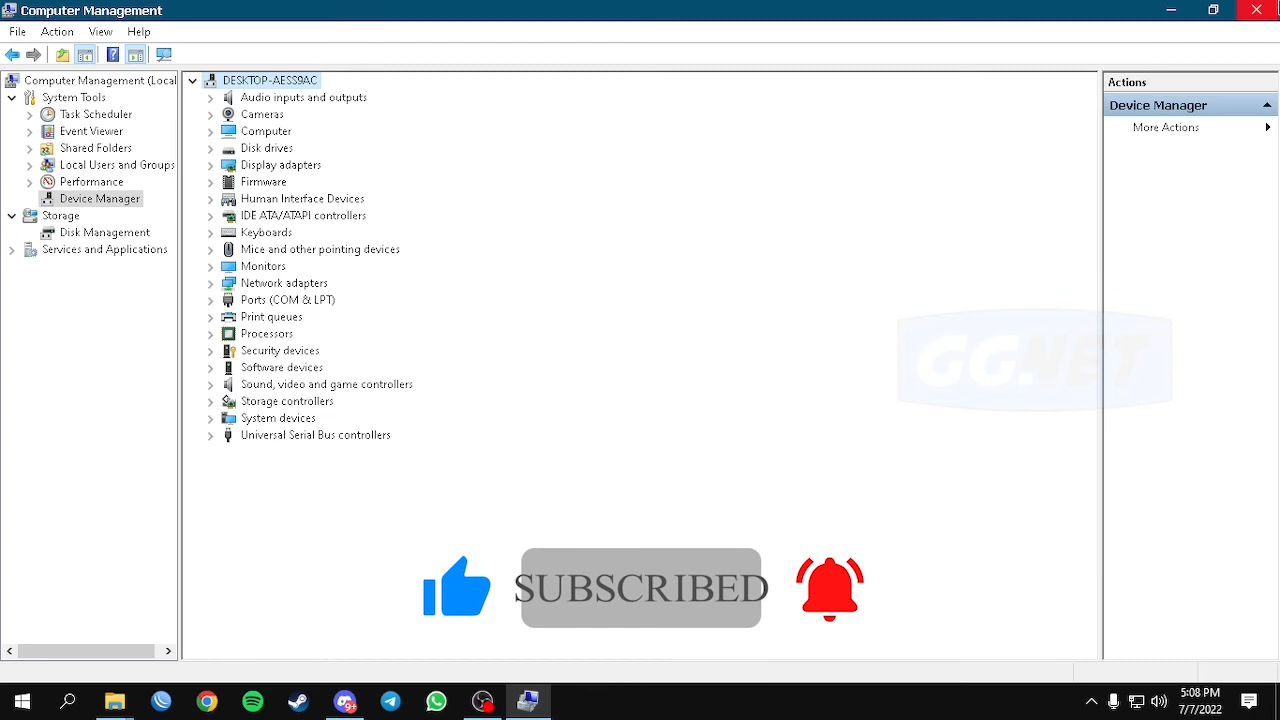 Computer Management
File Action View Help
Computer Management (Local
System Tools
Task Scheduler
Event Viewer
Shared Folders
Local Users and Groups
Performance
Device Manager
Storage
Disk Management
Services and Applications
DESKTOP-AESS9AC
Audio inputs and outputs
Cameras
Computer
Disk drives
Display adapters
Firmware
Human Interface Devices
IDE ATA/ATAPI controllers
Keyboards
Mice and other pointing devices
Monitors
Network adapters
Ports (COM & LPT)
Print queues
Processors
Security devices
Software devices
Sound, video and game controllers
Storage controllers
System devices
Universal Serial Bus controllers
Actions
Device Manager
More Actions
GG.NET
SUBSCRIBED
5:08 PM
7/7/2022